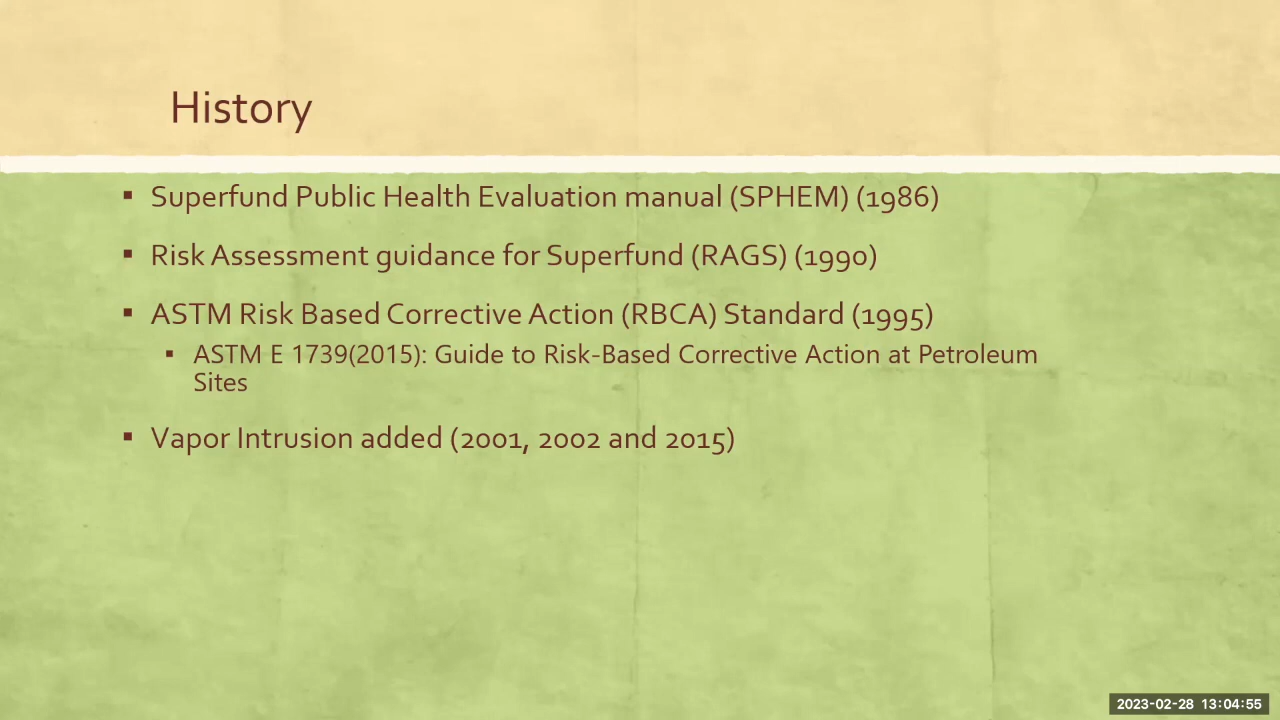 History
▪ Superfund Public Health Evaluation manual (SPHEM) (1986)
▪ Risk Assessment guidance for Superfund (RAGS) (1990)
▪ ASTM Risk Based Corrective Action (RBCA) Standard (1995)
▪ ASTM E 1739(2015): Guide to Risk-Based Corrective Action at Petroleum
Sites
▪ Vapor Intrusion added (2001, 2002 and 2015)
2023-02-28 13:04:55